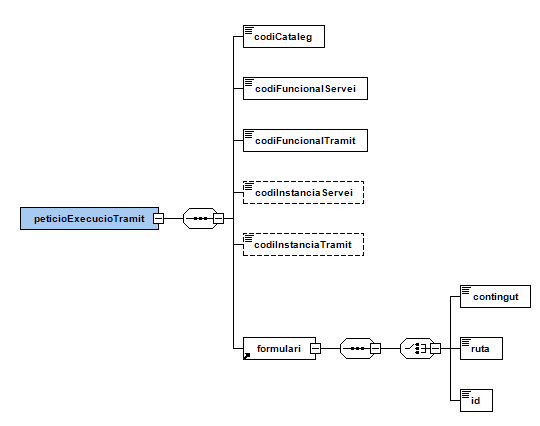 codiCataleg
codiFuncionalServei
codiFuncionalTramit
codiInstanciaServei
peticioExecucioTramit
codiInstanciaTramit
contingut
formulari
ruta
id